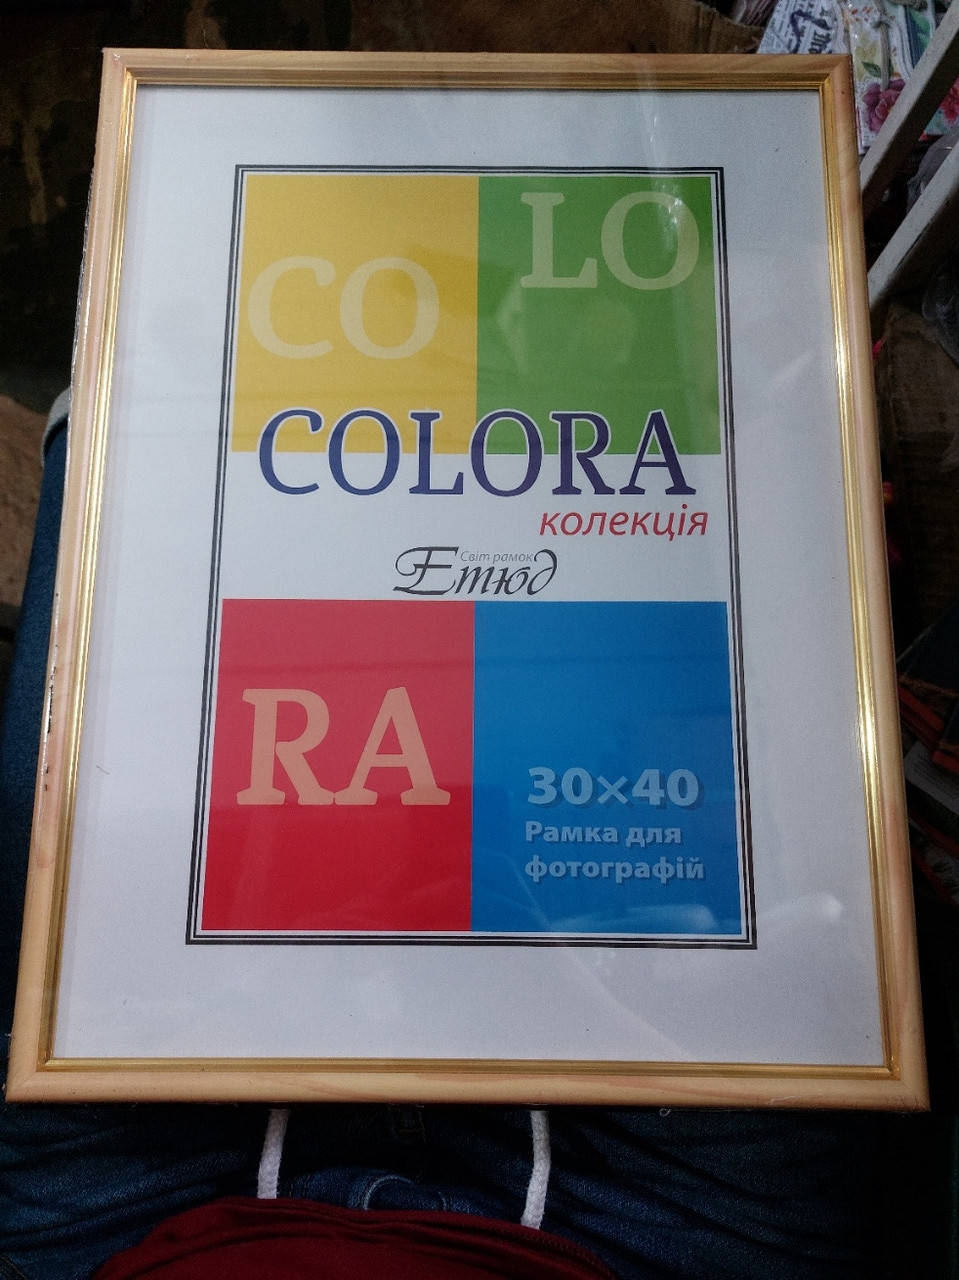 CO
LO
COLORA
колекція
Світ рамок
Етюд
RA
30×40
Рамка для
фотографій